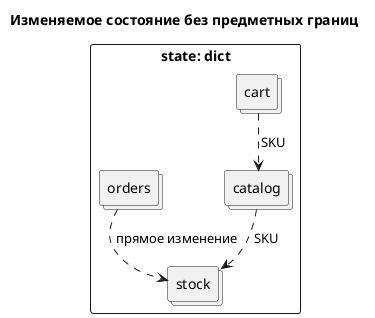 Изменяемое состояние без предметных границ
state: dict
cart
SKU
orders
catalog
прямое изменение
SKU
stock